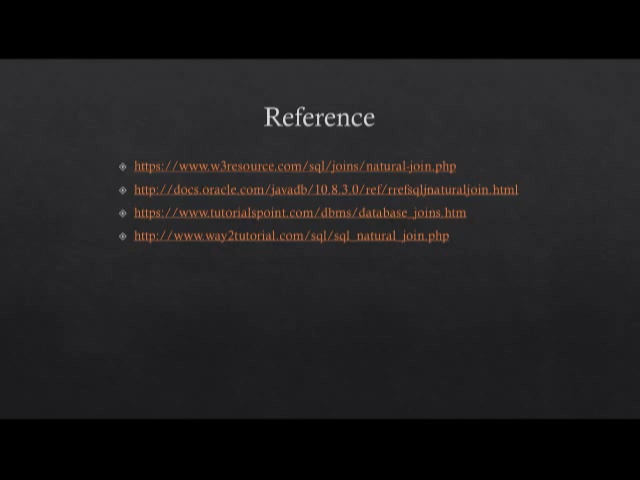 Reference
https://www.w3resource.com/sql/joins/natural-join.php
http://docs.oracle.com/javadb/10.8.3.0/ref/rrefsqljnaturaljoin.html
https://www.tutorialspoint.com/dbms/database_joins.htm
http://www.way2tutorial.com/sql/sql_natural_join.php